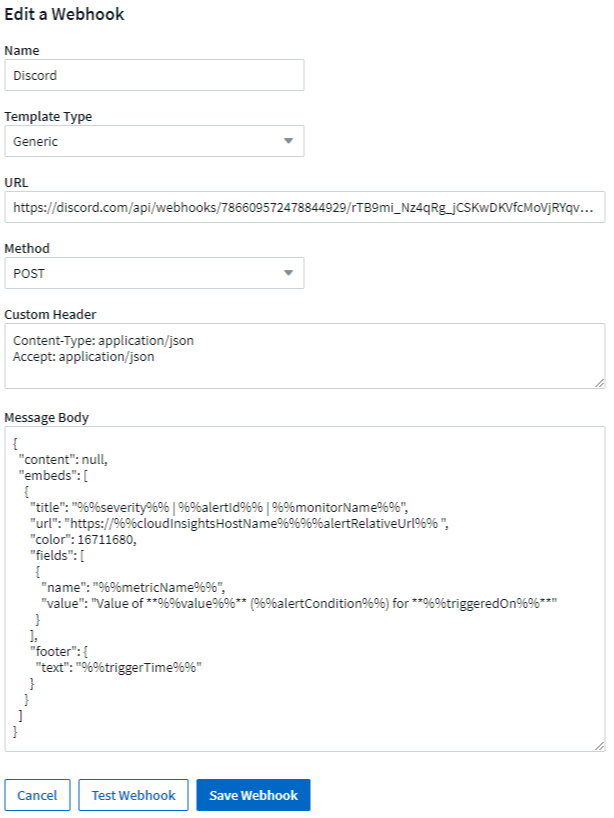 Edit a Webhook
Name
Discord
Template Type
Generic
URL
https://discord.com/api/webhooks/786609572478844929/rTB9mi_Nz4qRg_jCSKwDKVfcMoVjRYqv...
Method
POST
Custom Header
Content-Type: application/json
Accept: application/json
Message Body
{
"content": null,
"embeds": [
{
"title": "%%severity%% | %%alertId%% | %%monitorName%%",
"url": "https://%%cloudInsightsHostName%%%%alertRelativeUrl%% ",
"color": 16711680,
"fields": [
{
"name": "%%metricName%%",
"value": "Value of **%%value%%** (%%alertCondition%%) for **%%triggeredOn%%**"
}
],
"footer": {
"text": "%%triggerTime%%"
}
}
]
}
Cancel Test Webhook Save Webhook